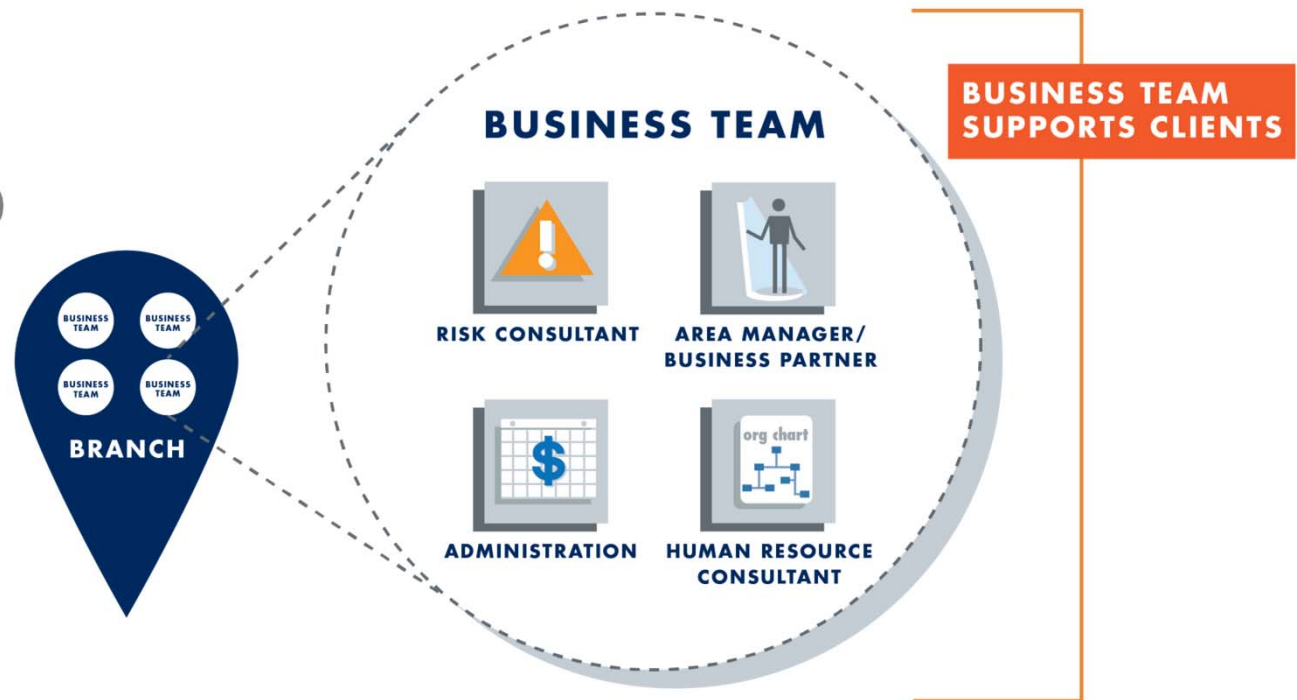 BUSINESS TEAM
SUPPORTS CLIENTS
BUSINESS TEAM
RISK CONSULTANT
AREA MANAGER/
BUSINESS PARTNER
$
ADMINISTRATION
org chart
HUMAN RESOURCE
CONSULTANT
BUSINESS
TEAM
BUSINESS
TEAM
BUSINESS
TEAM
BUSINESS
TEAM
BRANCH